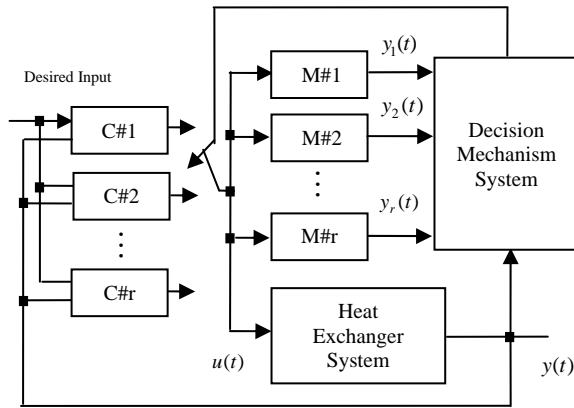 Desired Input
C#1
C#2
⋮
C#r
M#1
M#2
⋮
M#r
y₁(t)
y₂(t)
yᵣ(t)
Decision
Mechanism
System
Heat
Exchanger
System
u(t)
y(t)